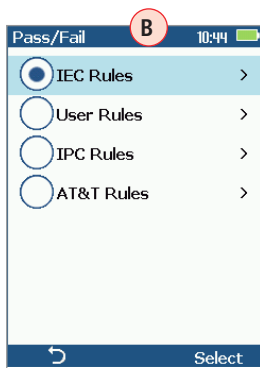 Pass/Fail B 10:44
IEC Rules >
User Rules >
IPC Rules >
AT&T Rules >
Select